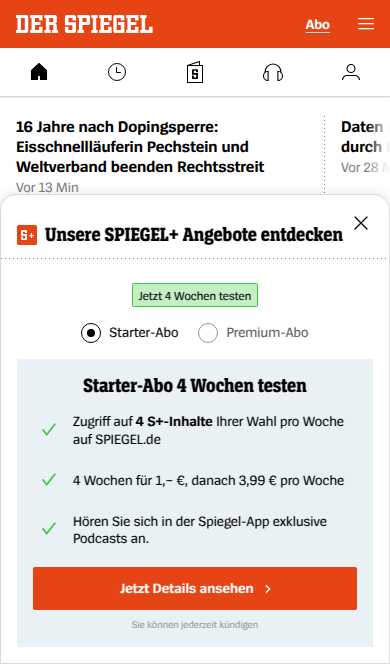 DER SPIEGEL
Abo
S
16 Jahre nach Dopingsperre:
Eisschnellläuferin Pechstein und
Weltverband beenden Rechtsstreit
Vor 13 Min
Daten
durch
Vor 28 M
S+ Unsere SPIEGEL+ Angebote entdecken
Jetzt 4 Wochen testen
Starter-Abo
Premium-Abo
Starter-Abo 4 Wochen testen
Zugriff auf 4 S+-Inhalte Ihrer Wahl pro Woche
auf SPIEGEL.de
4 Wochen für 1,– €, danach 3,99 € pro Woche
Hören Sie sich in der Spiegel-App exklusive
Podcasts an.
Jetzt Details ansehen
Sie können jederzeit kündigen